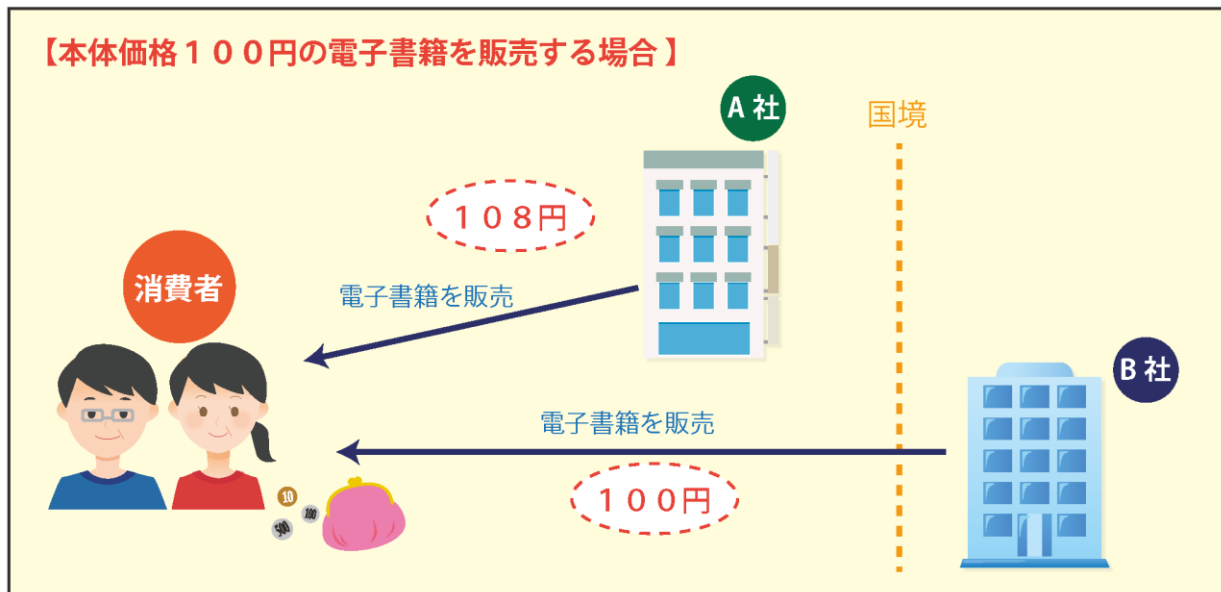 【本体価格１００円の電子書籍を販売する場合】
A 社
国境
１０８円
消費者
電子書籍を販売
B 社
電子書籍を販売
１００円
10
100
500